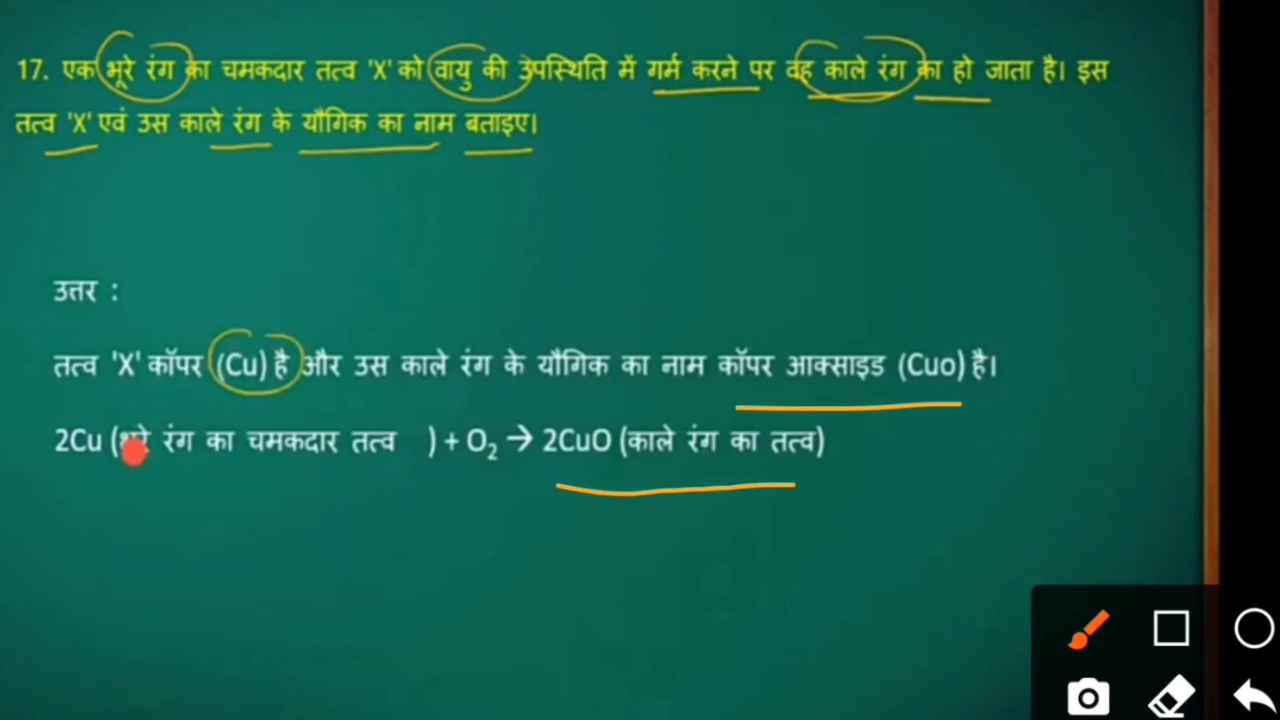 17. एक भूरे रंग का चमकदार तत्व 'X' को वायु की उपस्थिति में गर्म करने पर वह काले रंग का हो जाता है। इस
तत्व 'X' एवं उस काले रंग के यौगिक का नाम बताइए।
उत्तर :
तत्व 'X' कॉपर (Cu) है और उस काले रंग के यौगिक का नाम कॉपर आक्साइड (Cuo) है।
2Cu (भूरे रंग का चमकदार तत्व ) + O₂ → 2CuO (काले रंग का तत्व)